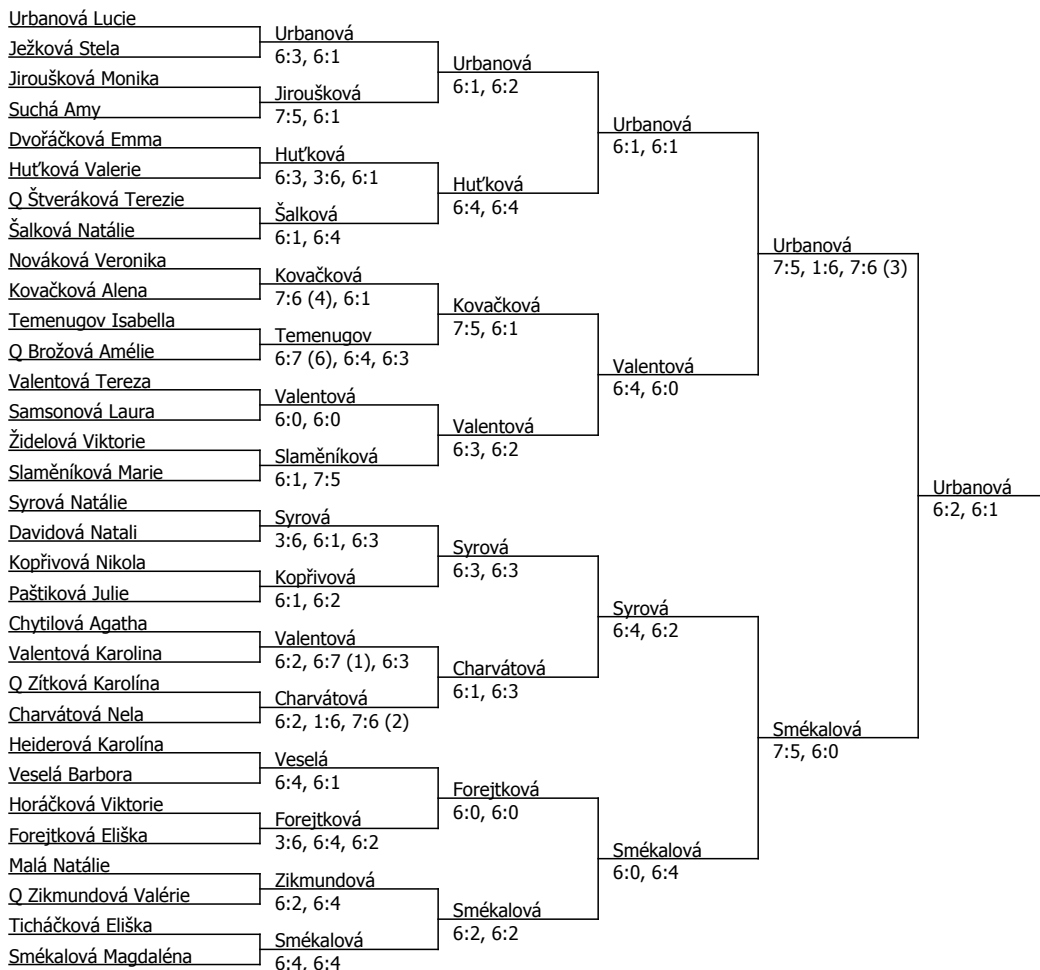 Urbanová Lucie
Ježková Stela
Jiroušková Monika
Suchá Amy
Dvořáčková Emma
Huťková Valerie
Q Štveráková Terezie
Šalková Natálie
Nováková Veronika
Kovačková Alena
Temenugov Isabella
Q Brožová Amélie
Valentová Tereza
Samsonová Laura
Židelová Viktorie
Slaměníková Marie
Syrová Natálie
Davidová Natali
Kopřivová Nikola
Paštiková Julie
Chytilová Agatha
Valentová Karolina
Q Zítková Karolína
Charvátová Nela
Heiderová Karolína
Veselá Barbora
Horáčková Viktorie
Forejtková Eliška
Malá Natálie
Q Zikmundová Valérie
Ticháčková Eliška
Smékalová Magdaléna
Urbanová
6:3, 6:1
Jiroušková
7:5, 6:1
Huťková
6:3, 3:6, 6:1
Šalková
6:1, 6:4
Kovačková
7:6 (4), 6:1
Temenugov
6:7 (6), 6:4, 6:3
Valentová
6:0, 6:0
Slaměníková
6:1, 7:5
Syrová
3:6, 6:1, 6:3
Kopřivová
6:1, 6:2
Valentová
6:2, 6:7 (1), 6:3
Charvátová
6:2, 1:6, 7:6 (2)
Veselá
6:4, 6:1
Forejtková
3:6, 6:4, 6:2
Zikmundová
6:2, 6:4
Smékalová
6:4, 6:4
Urbanová
6:1, 6:2
Huťková
6:4, 6:4
Kovačková
7:5, 6:1
Valentová
6:3, 6:2
Syrová
6:3, 6:3
Charvátová
6:1, 6:3
Forejtková
6:0, 6:0
Smékalová
6:2, 6:2
Urbanová
6:1, 6:1
Valentová
6:4, 6:0
Syrová
6:4, 6:2
Smékalová
6:0, 6:4
Urbanová
7:5, 1:6, 7:6 (3)
Smékalová
7:5, 6:0
Urbanová
6:2, 6:1